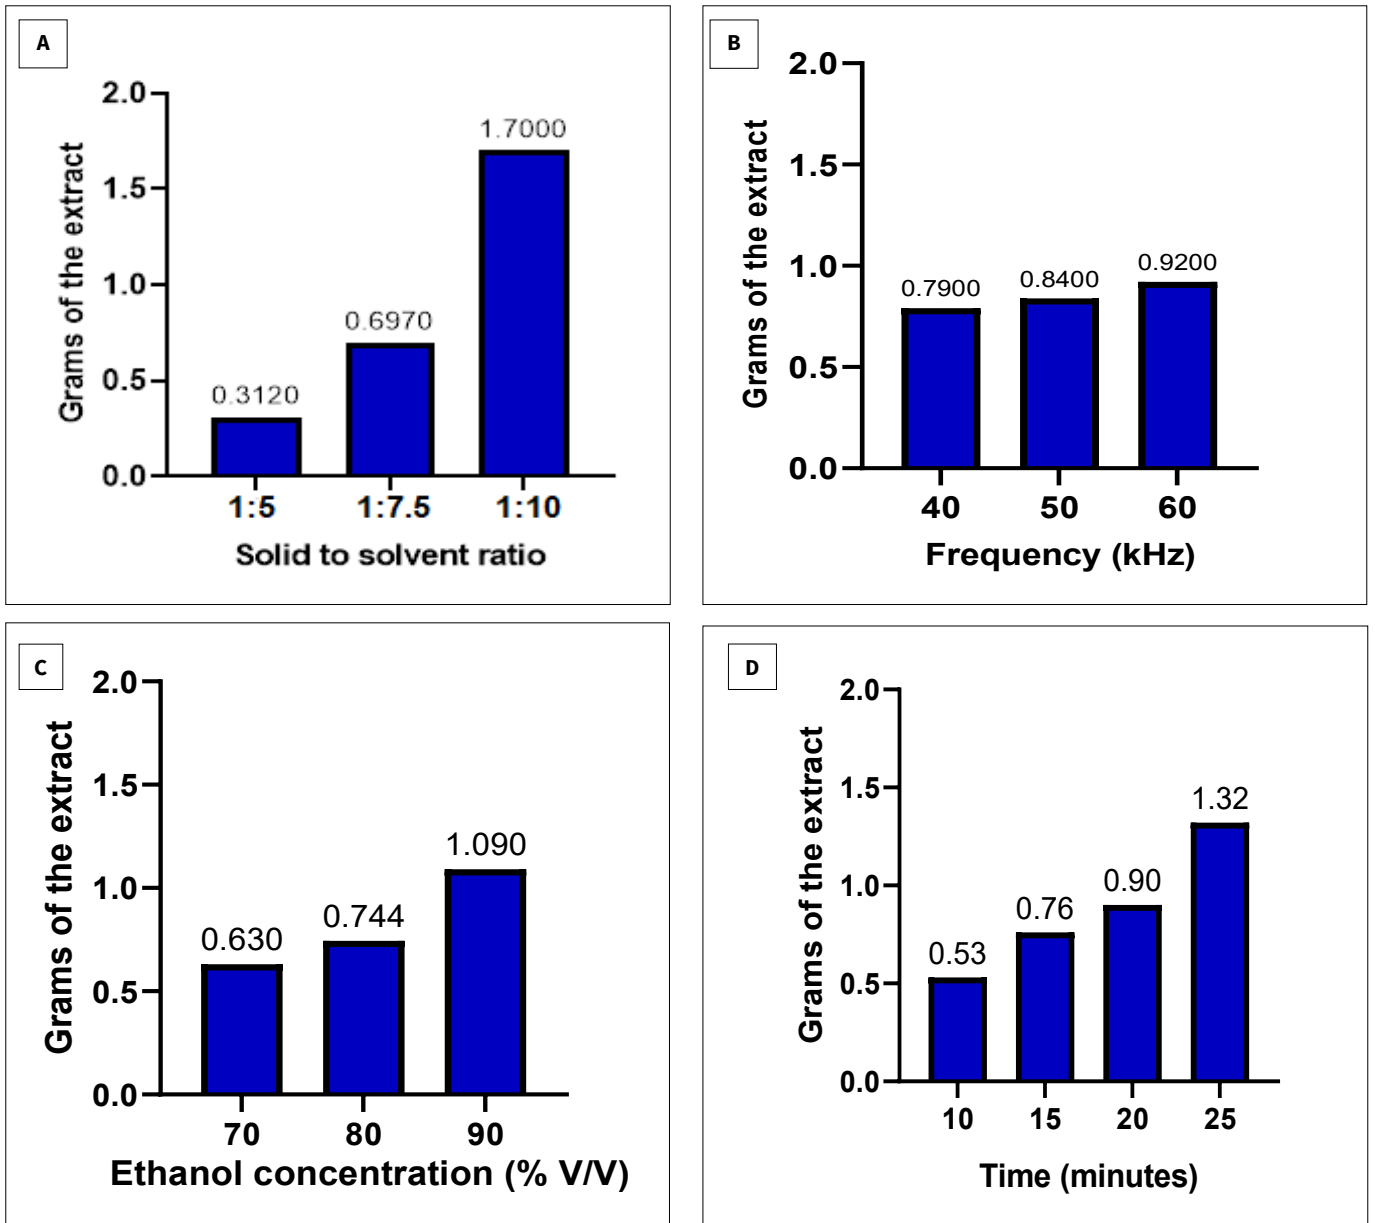 A
2.0
1.5
1.0
0.5
0.0
Grams of the extract
0.3120
0.6970
1.7000
1:5 1:7.5 1:10
Solid to solvent ratio
B
2.0
1.5
1.0
0.5
0.0
Grams of the extract
0.7900
0.8400
0.9200
40 50 60
Frequency (kHz)
C
2.0
1.5
1.0
0.5
0.0
Grams of the extract
0.630
0.744
1.090
70 80 90
Ethanol concentration (% V/V)
D
2.0
1.5
1.0
0.5
0.0
Grams of the extract
0.53
0.76
0.90
1.32
10 15 20 25
Time (minutes)